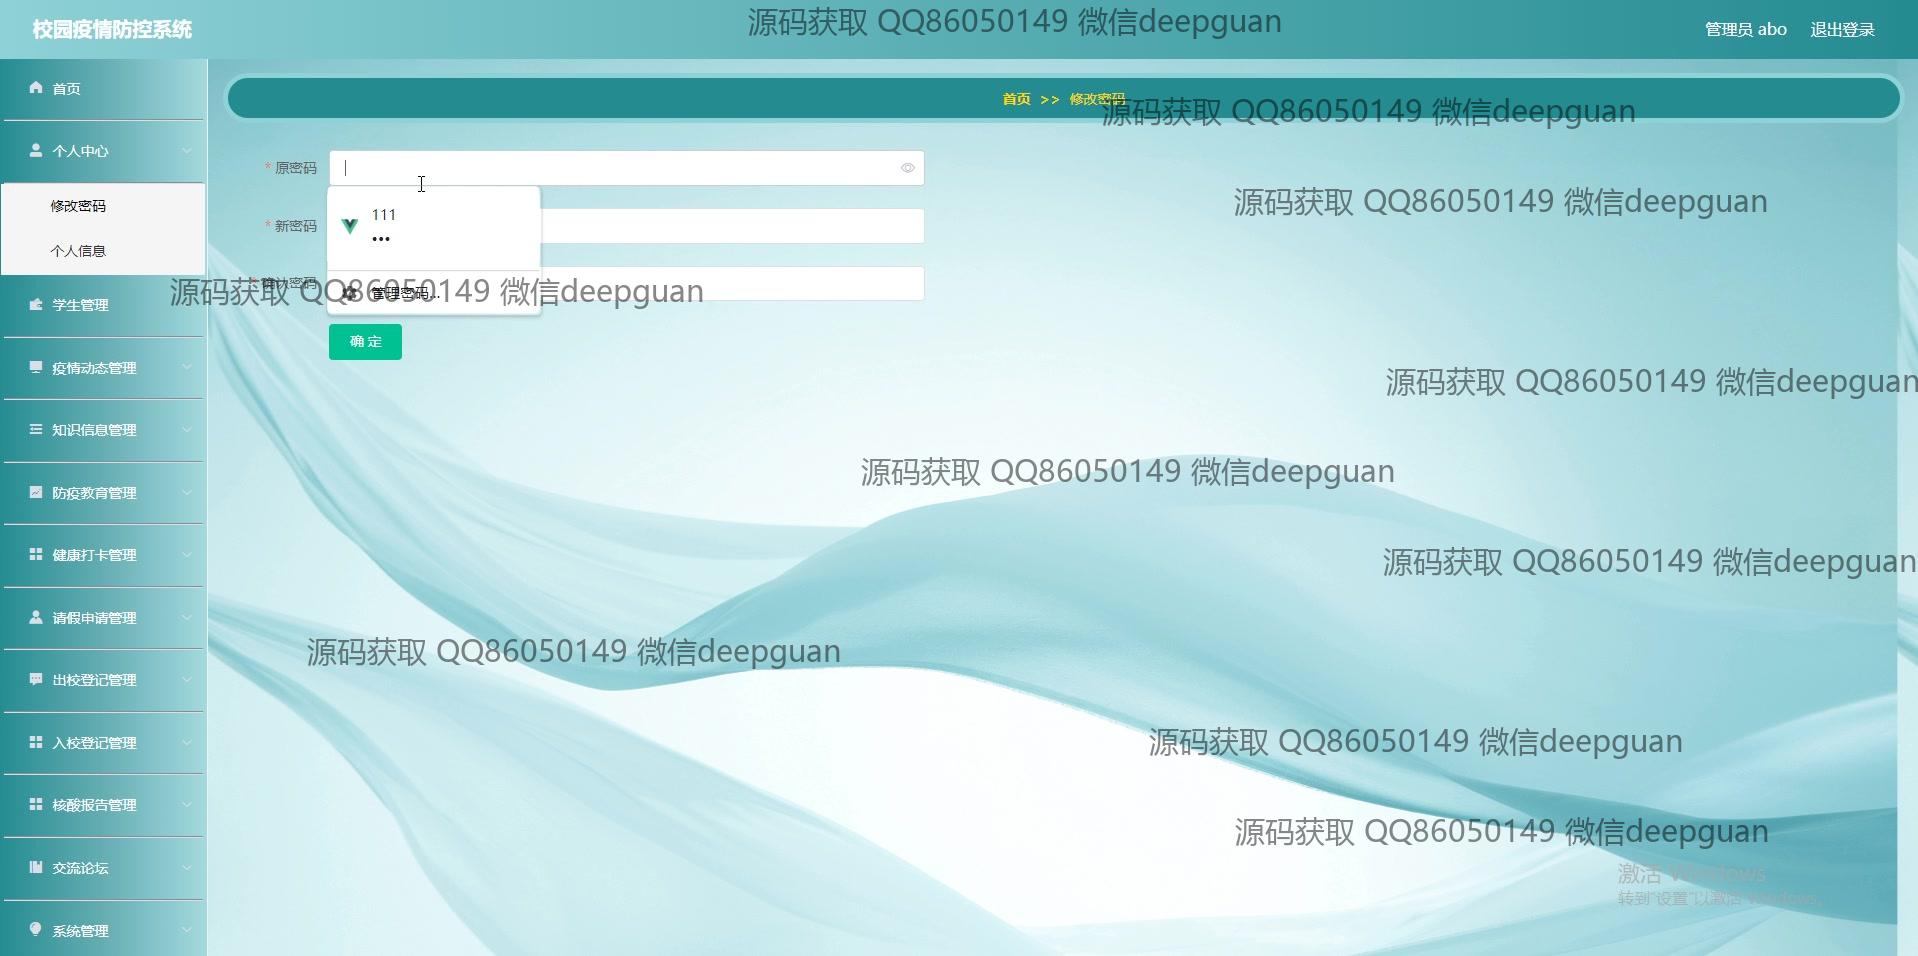 校园疫情防控系统
源码获取 QQ86050149 微信deepguan
管理员 abo
退出登录
首页
首页 >> 修改密码
源码获取 QQ86050149 微信deepguan
个人中心
* 原密码
源码获取 QQ86050149 微信deepguan
修改密码
111
•••
* 新密码
个人信息
* 确认密码
管理密码...
源码获取 QQ86050149 微信deepguan
学生管理
确 定
疫情动态管理
源码获取 QQ86050149 微信deepguan
知识信息管理
源码获取 QQ86050149 微信deepguan
防疫教育管理
健康打卡管理
源码获取 QQ86050149 微信deepguan
请假申请管理
源码获取 QQ86050149 微信deepguan
出校登记管理
入校登记管理
源码获取 QQ86050149 微信deepguan
核酸报告管理
源码获取 QQ86050149 微信deepguan
交流论坛
激活 Windows
转到“设置”以激活 Windows。
系统管理